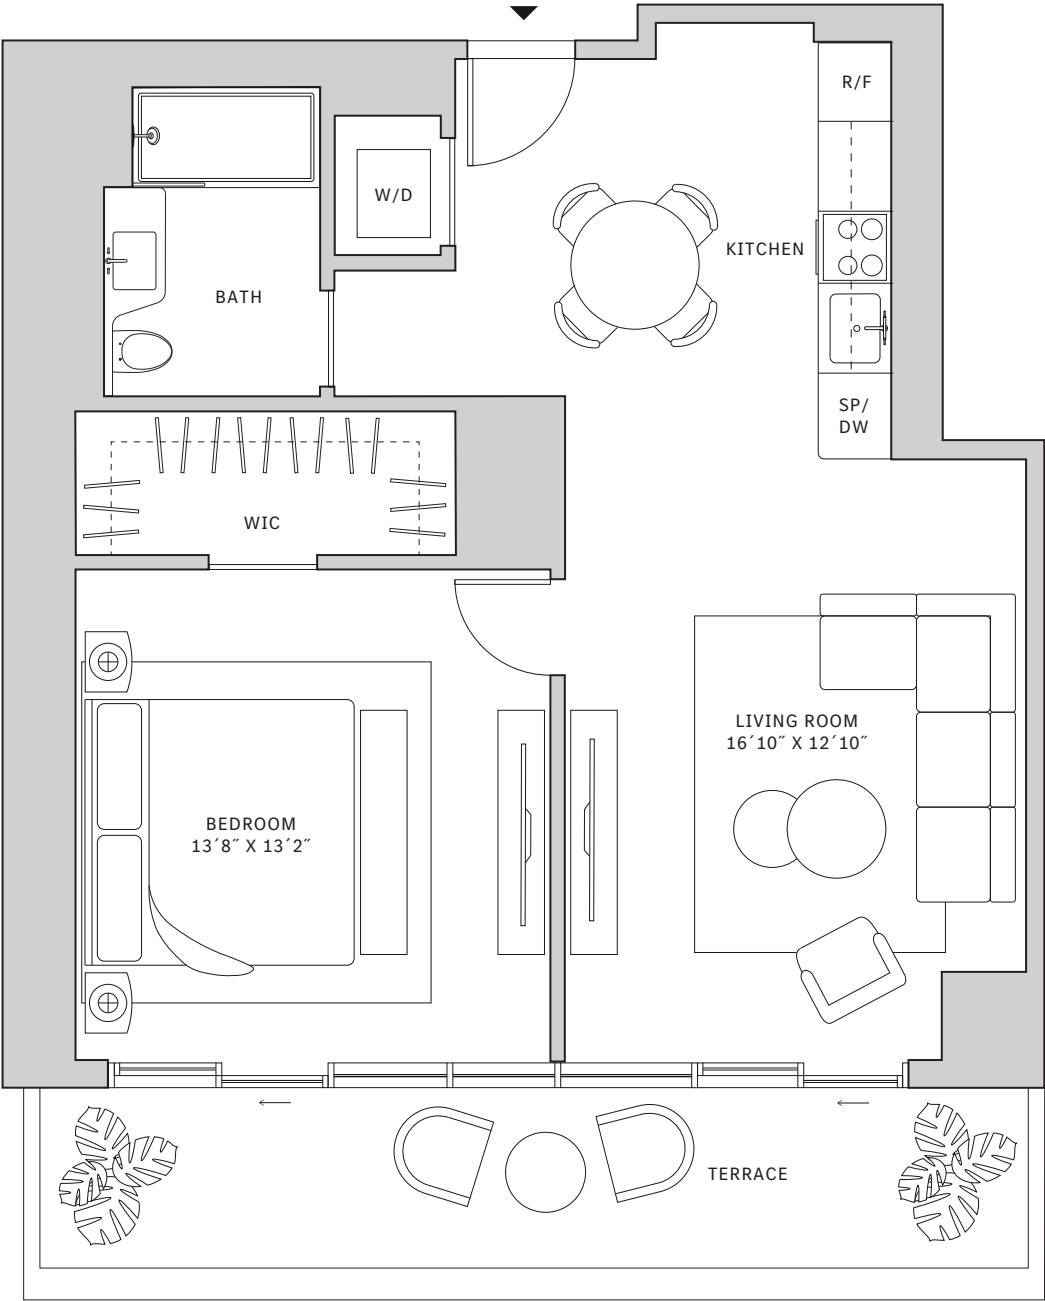 R/F
W/D
KITCHEN
BATH
SP/
DW
WIC
LIVING ROOM
16´10˝ X 12´10˝
BEDROOM
13´8˝ X 13´2˝
TERRACE